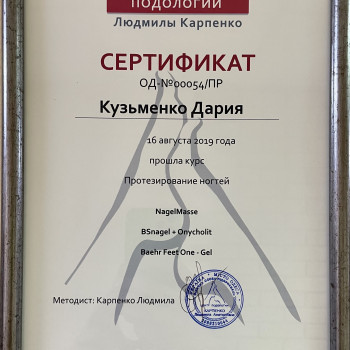 ПОДОЛОГИИ
Людмилы Карпенко
СЕРТИФИКАТ
ОД-№00054/ПР
Кузьменко Дария
16 августа 2019 года
прошла курс
Протезирование ногтей
NagelMasse
BSnagel + Onycholit
Baehr Feet One - Gel
Методист: Карпенко Людмила
КАРПЕНКО